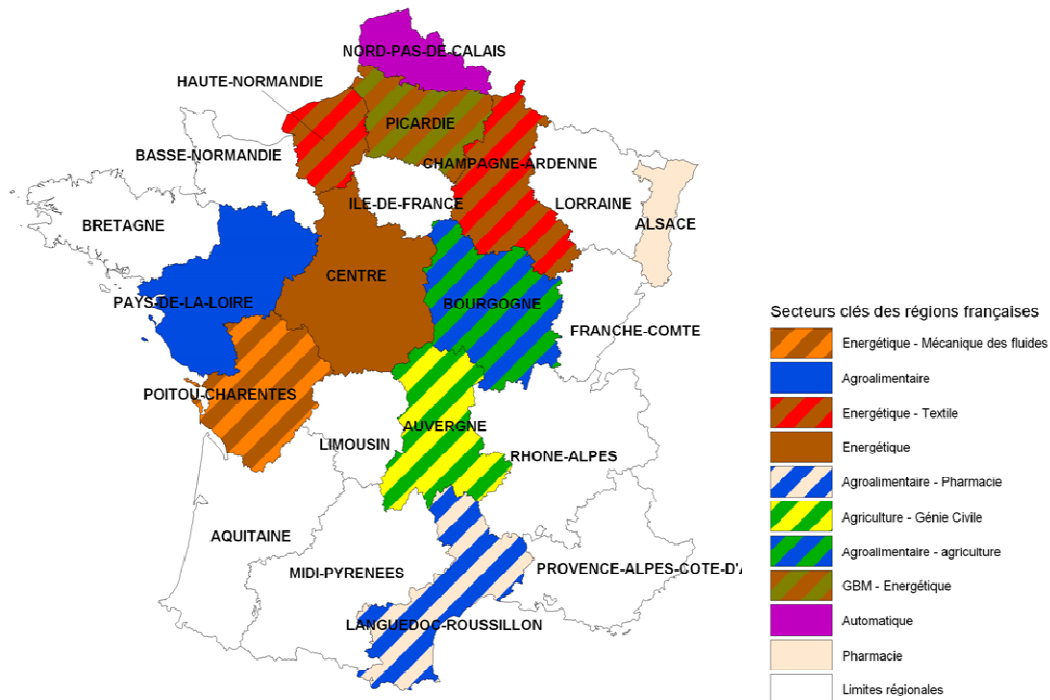 NORD-PAS-DE-CALAIS
HAUTE-NORMANDIE
PICARDIE
BASSE-NORMANDIE
CHAMPAGNE-ARDENNE
ILE-DE-FRANCE
LORRAINE
ALSACE
BRETAGNE
CENTRE
PAYS-DE-LA-LOIRE
BOURGOGNE
FRANCHE-COMTE
POITOU-CHARENTES
AUVERGNE
LIMOUSIN
RHONE-ALPES
AQUITAINE
MIDI-PYRENEES
PROVENCE-ALPES-COTE-D'
LANGUEDOC-ROUSSILLON
Secteurs clés des régions françaises
Energétique - Mécanique des fluides
Agroalimentaire
Energétique - Textile
Energétique
Agroalimentaire - Pharmacie
Agriculture - Génie Civile
Agroalimentaire - agriculture
GBM - Energétique
Automatique
Pharmacie
Limites régionales